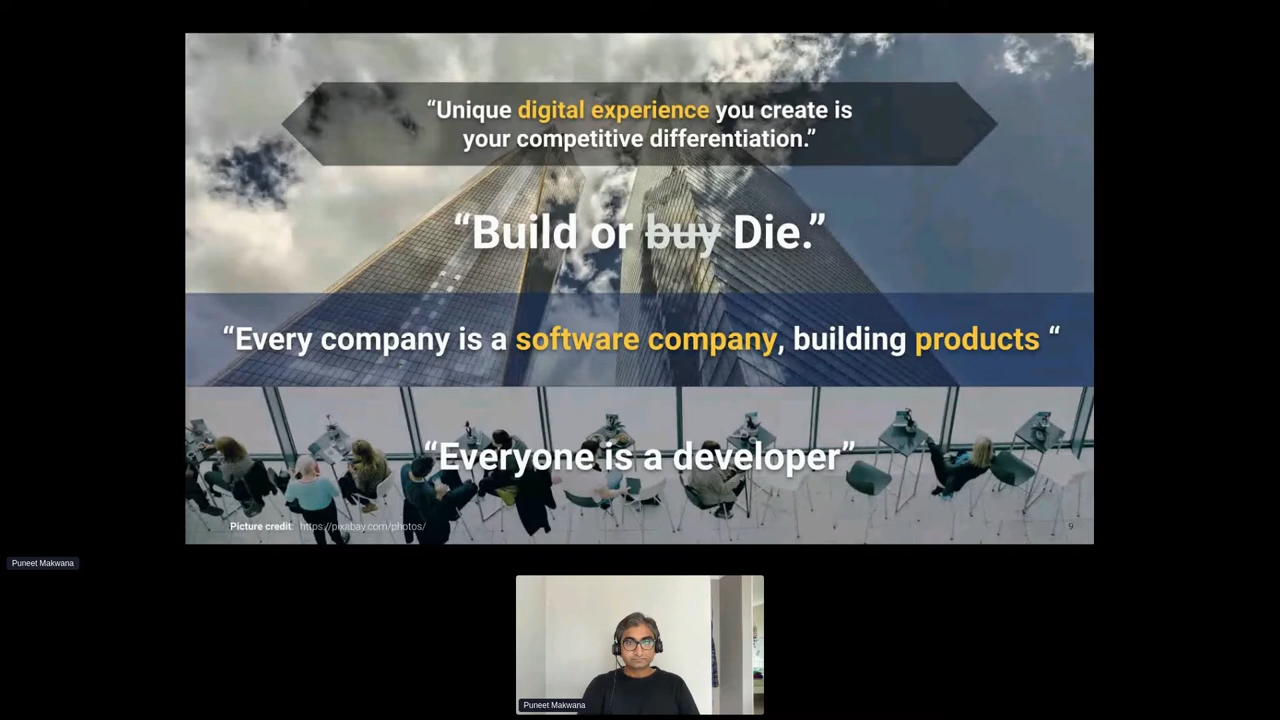 “Unique digital experience you create is
your competitive differentiation.”
“Build or buy Die.”
“Every company is a software company, building products “
“Everyone is a developer”
Picture credit: https://pixabay.com/photos/
9
Puneet Makwana
Puneet Makwana